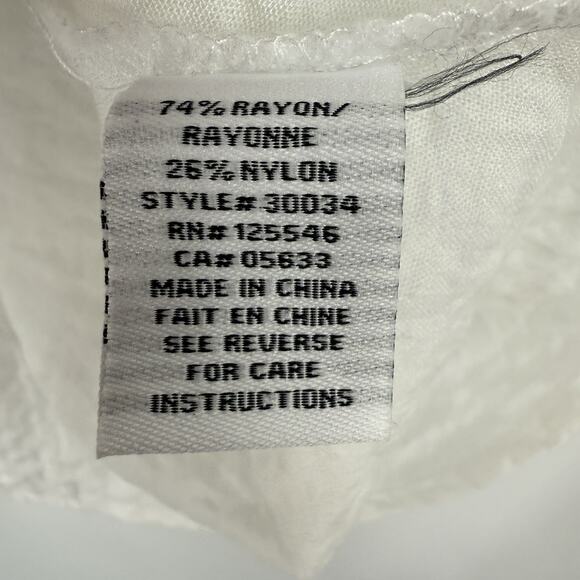 74% RAYON/
RAYONNE
26% NYLON
STYLE# 30034
RN# 125546
CA# 05633
MADE IN CHINA
FAIT EN CHINE
SEE REVERSE
FOR CARE
INSTRUCTIONS